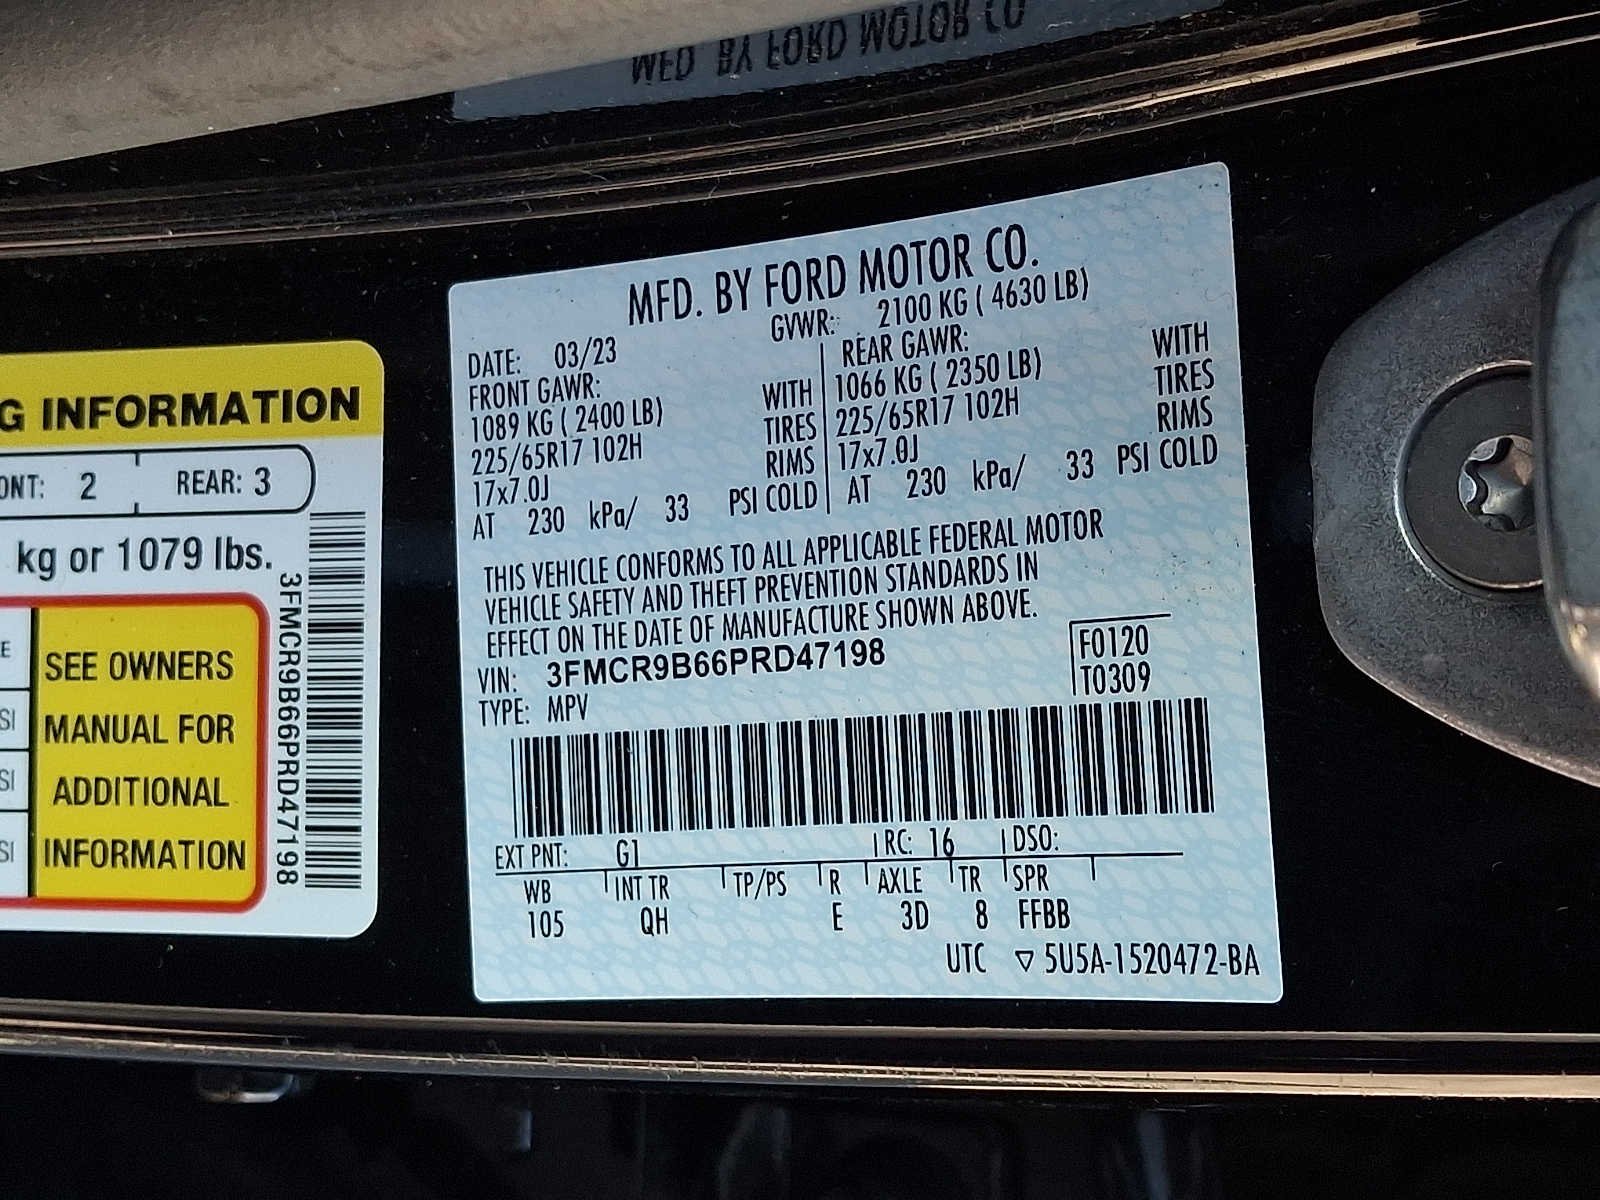 MFD. BY FORD MOTOR CO
G INFORMATION
ONT: 2 REAR: 3
kg or 1079 lbs.
3FMCR9B66PRD47198
SEE OWNERS
MANUAL FOR
ADDITIONAL
INFORMATION
E
SI
SI
SI
MFD. BY FORD MOTOR CO.
DATE: 03/23 GVWR: 2100 KG ( 4630 LB)
FRONT GAWR: REAR GAWR:
1089 KG ( 2400 LB) WITH 1066 KG ( 2350 LB) WITH
225/65R17 102H TIRES 225/65R17 102H TIRES
17x7.0J RIMS 17x7.0J RIMS
AT 230 kPa/ 33 PSI COLD AT 230 kPa/ 33 PSI COLD
THIS VEHICLE CONFORMS TO ALL APPLICABLE FEDERAL MOTOR
VEHICLE SAFETY AND THEFT PREVENTION STANDARDS IN
EFFECT ON THE DATE OF MANUFACTURE SHOWN ABOVE.
VIN: 3FMCR9B66PRD47198 F0120
TYPE: MPV T0309
EXT PNT: G1 RC: 16 DSO:
WB INT TR TP/PS R AXLE TR SPR
105 QH E 3D 8 FFBB
UTC ▽ 5U5A-1520472-BA